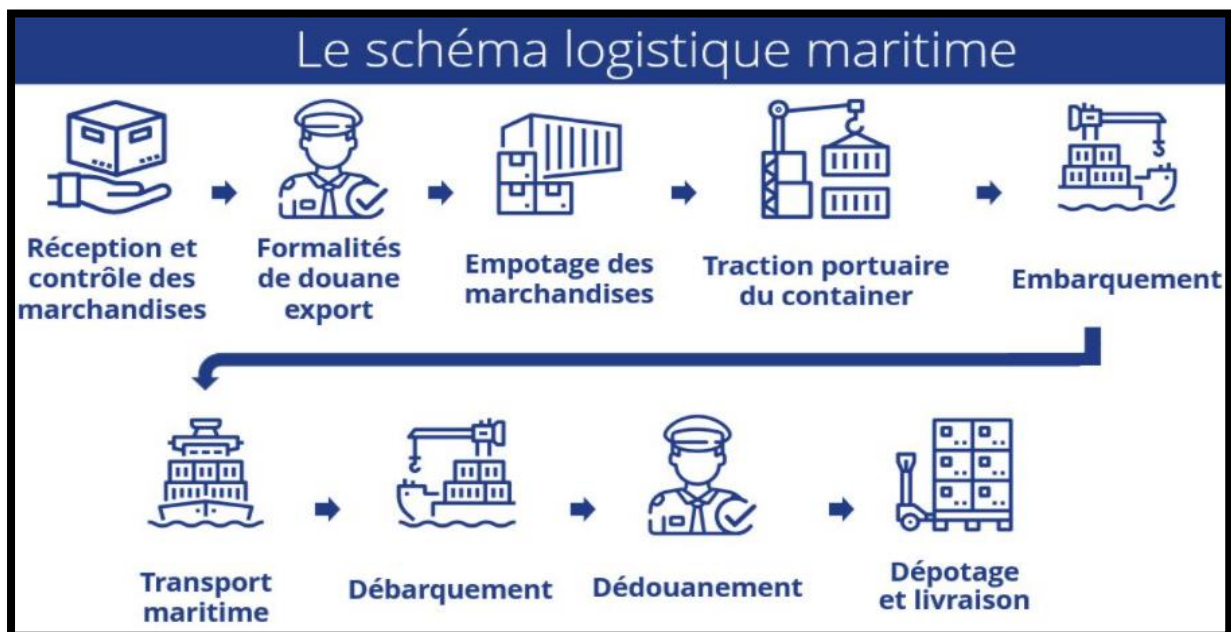 Le schéma logistique maritime
Réception et
contrôle des
marchandises
Formalités
de douane
export
Empotage des
marchandises
Traction portuaire
du container
Embarquement
Transport
maritime
Débarquement
Dédouanement
Dépotage
et livraison